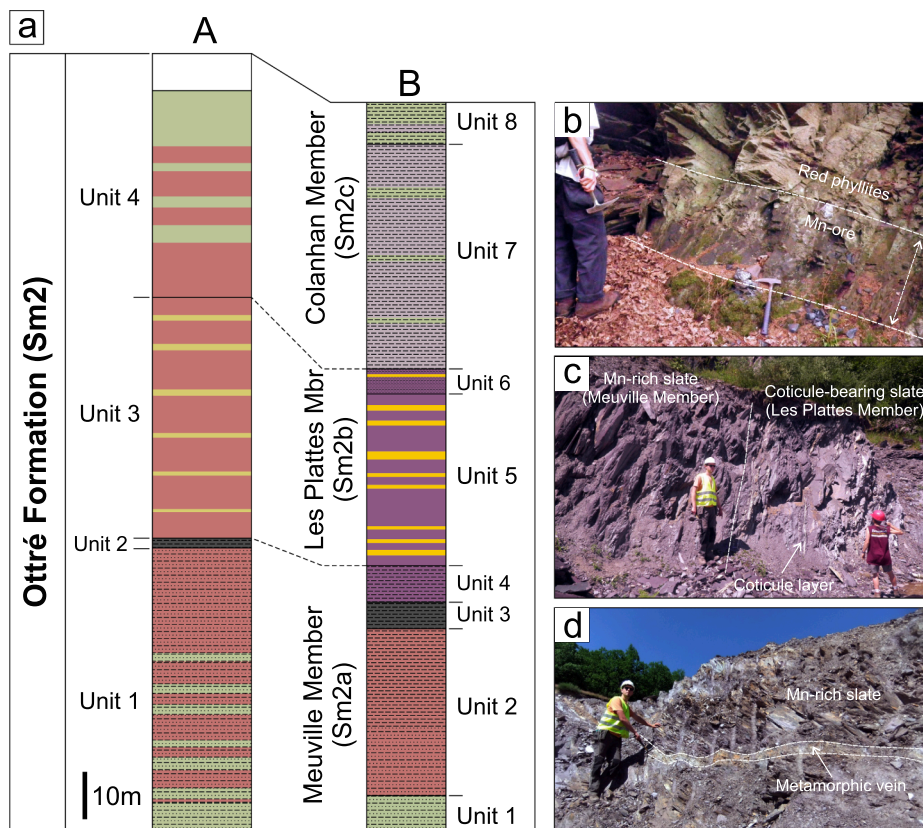 a
A
B
Ottré Formation (Sm2)
Unit 4
Unit 3
Unit 2
Unit 1
10m
Colanhan Member
(Sm2c)
Les Plattes Mbr
(Sm2b)
Meuville Member
(Sm2a)
Unit 8
Unit 7
Unit 6
Unit 5
Unit 4
Unit 3
Unit 2
Unit 1
b
Red phyllites
Mn-ore
c
Mn-rich slate
(Meuville Member)
Coticule-bearing slate
(Les Plattes Member)
Coticule layer
d
Mn-rich slate
Metamorphic vein